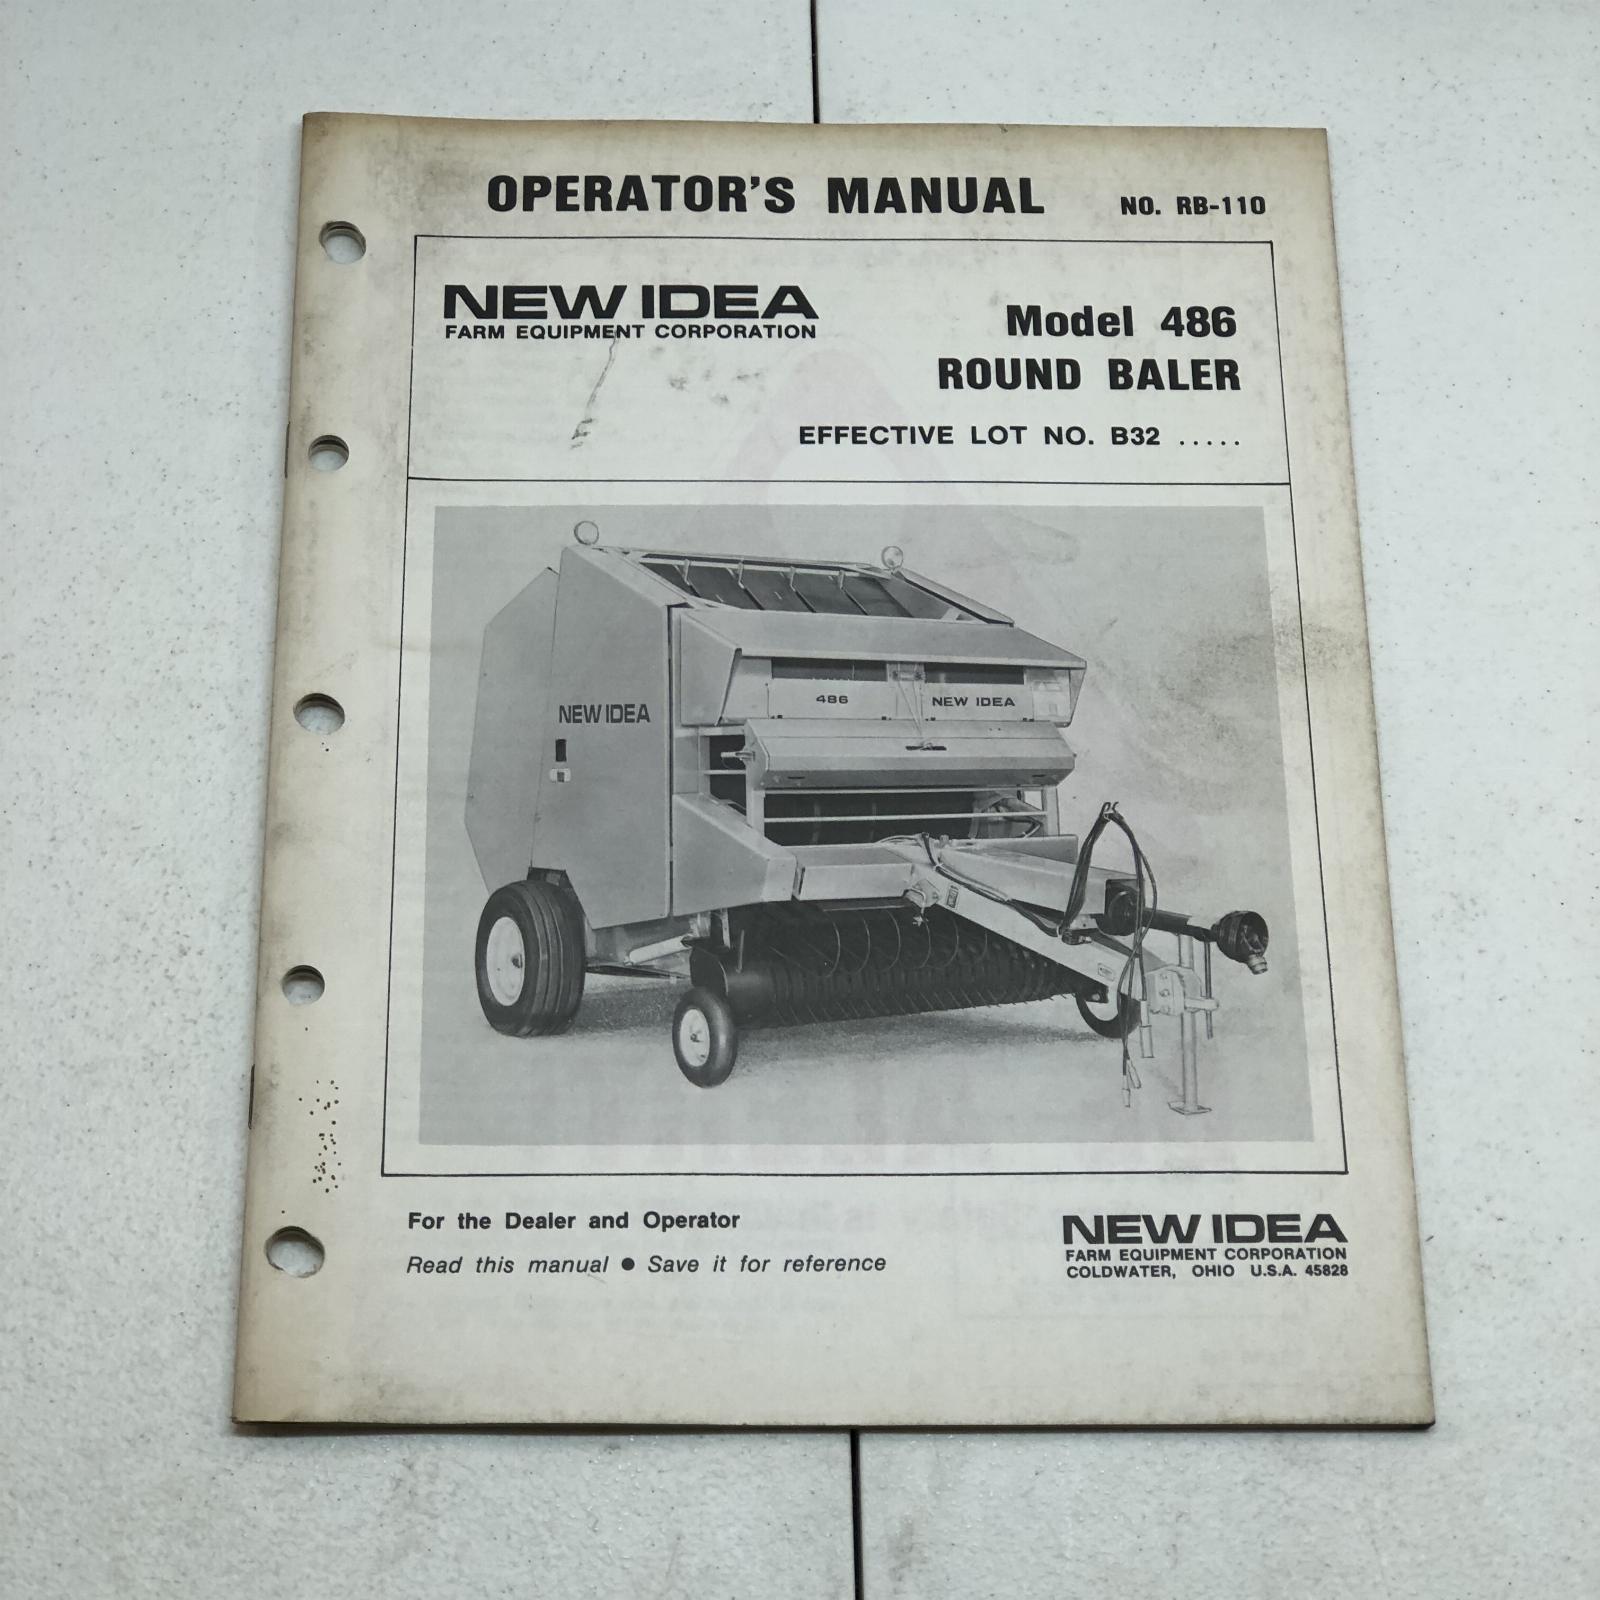 OPERATOR'S MANUAL NO. RB-110
NEW IDEA
FARM EQUIPMENT CORPORATION
Model 486
ROUND BALER
EFFECTIVE LOT NO. B32 .....
486 NEW IDEA
NEW IDEA
For the Dealer and Operator
Read this manual ● Save it for reference
NEW IDEA
FARM EQUIPMENT CORPORATION
COLDWATER, OHIO U.S.A. 45828